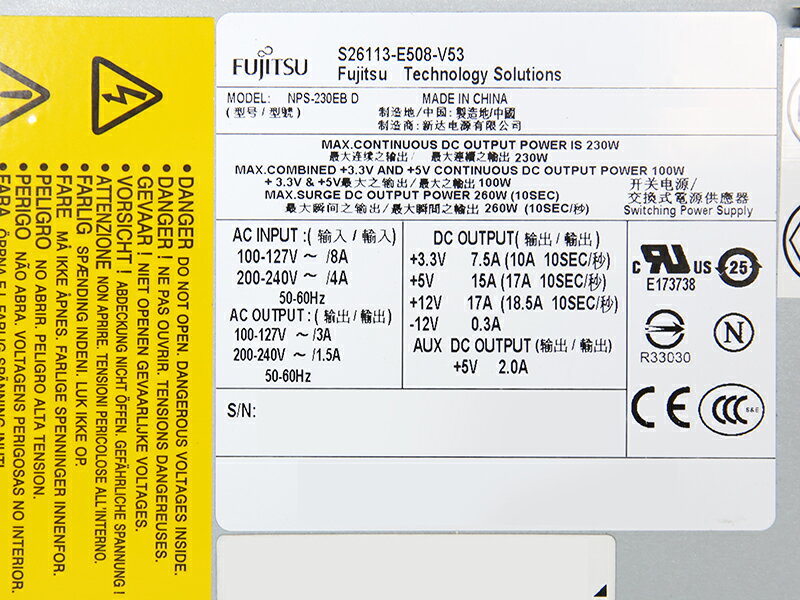 FUJITSU
S26113-E508-V53
Fujitsu Technology Solutions
MODEL: NPS-230EB D
(型号/型號)
MADE IN CHINA
制造地/中国: 製造地/中國
制造商: 新达电源有限公司
MAX.CONTINUOUS DC OUTPUT POWER IS 230W
最大连续之输出/ 最大連續之輸出 230W
MAX.COMBINED +3.3V AND +5V CONTINUOUS DC OUTPUT POWER 100W
+ 3.3V & +5V最大之输出/最大之輸出 100W
MAX.SURGE DC OUTPUT POWER 260W (10SEC)
最大瞬间之输出/最大瞬間之輸出 260W (10SEC/秒)
开关电源/
交換式電源供應器
Switching Power Supply
AC INPUT :( 输入 / 輸入 )
100-127V ~ /8A
200-240V ~ /4A
50-60Hz
AC OUTPUT :( 输出 / 輸出)
100-127V ~ /3A
200-240V ~ /1.5A
50-60Hz
DC OUTPUT(输出 / 輸出)
+3.3V 7.5A (10A 10SEC/秒)
+5V 15A (17A 10SEC/秒)
+12V 17A (18.5A 10SEC/秒)
-12V 0.3A
AUX DC OUTPUT (输出 / 輸出)
+5V 2.0A
c UL US 25
E173738
R33030
N
CE
CCC S&E
S/N:
• DANGER DO NOT OPEN. DANGEROUS VOLTAGES INSIDE.
• DANGER ! NE PAS OUVRIR. TENSIONS DANGEREUSES.
• GEVAAR ! NIET OPENEN GEVAARLIJKE VOLTAGES.
• VORSICHT ! ABDECKUNG NICHT ÖFFEN. GEFÄHRLICHE SPANNUNG !
• ATTENZIONE NON APRIRE. TENSIONI PERICOLOSE ALL'INTERNO.
• FARLIG SPÆNDING INDENI. LUK IKKE OP.
• FARE MÅ IKKE ÅPNES. FARLIGE SPENNINGER INNENFOR.
• PELIGRO NO ABRIR. PELIGRO ALTA TENSION.
• PERIGO NÃO ABRA. VOLTAGENS PERIGOSAS NO INTERIOR.